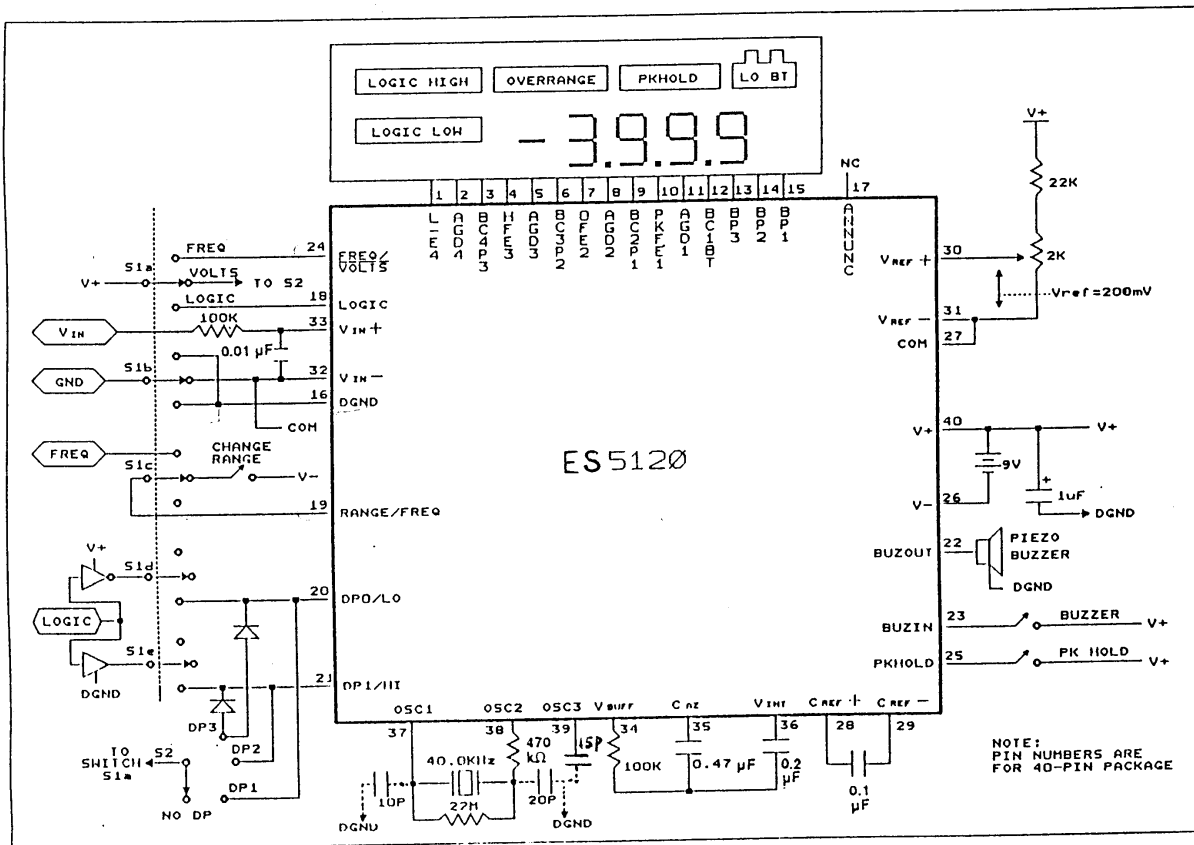 LOGIC HIGH OVERRANGE PKHOLD LO BT
LOGIC LOW - 3.9.9.9
1 2 3 4 5 6 7 8 9 10 11 12 13 14 15
L-E4 AGD4 BC4P3 HFE3 AGD3 BC3P2 OFE2 AGD2 BC2P1 PKFE1 AGD1 BC1BT BP3 BP2 BP1
NC
17
ANNUNC
V+
22K
2K
30
VREF +
Vref=200mV
31
VREF -
27
COM
FREQ 24
FREQ/
VOLTS
S1a
V+
VOLTS
TO S2
LOGIC 18
LOGIC
100K
33
VIN
VIN +
0.01 µF
S1b
GND
32
VIN -
16
DGND
COM
FREQ
S1c
CHANGE
RANGE
V-
19
RANGE/FREQ
V+
S1d
20
DP0/LO
LOGIC
S1e
DGND
21
DP1/HI
DP3
TO
SWITCH
S1a
S2
DP2
DP1
NO DP
ES5120
V+
40
V+
9V
26
V-
+
1uF
DGND
22
BUZOUT
PIEZO
BUZZER
DGND
23
BUZIN
BUZZER
V+
25
PKHOLD
PK HOLD
V+
OSC1 OSC2 OSC3 VBUFF CAZ VINT CREF + CREF -
37 38 39 34 35 36 28 29
470
kΩ
15P
40.0KHz
10P
27M
20P
DGND
DGND
100K
0.47 µF
0.2
µF
0.1
µF
NOTE:
PIN NUMBERS ARE
FOR 40-PIN PACKAGE